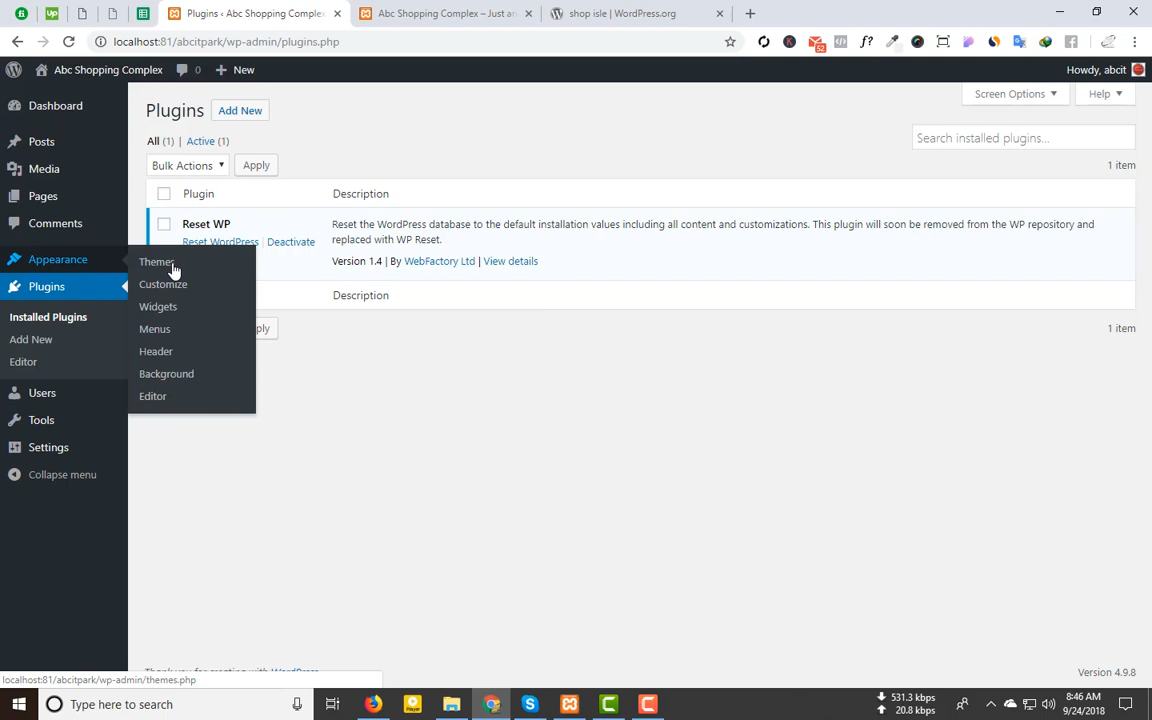 Plugins ‹ Abc Shopping Complex
Abc Shopping Complex – Just an
shop isle | WordPress.org
localhost:81/abcitpark/wp-admin/plugins.php
52
f?
Abc Shopping Complex
0
New
Howdy, abcit
Dashboard
Posts
Media
Pages
Comments
Appearance
Plugins
Installed Plugins
Add New
Editor
Users
Tools
Settings
Collapse menu
Themes
Customize
Widgets
Menus
Header
Background
Editor
Screen Options
Help
Plugins
Add New
All (1) | Active (1)
Search installed plugins...
Bulk Actions
Apply
1 item
Plugin
Description
Reset WP
Reset WordPress | Deactivate
Reset the WordPress database to the default installation values including all content and customizations. This plugin will soon be removed from the WP repository and
replaced with WP Reset.
Version 1.4 | By WebFactory Ltd | View details
Description
1 item
Version 4.9.8
localhost:81/abcitpark/wp-admin/themes.php
Type here to search
531.3 kbps
20.8 kbps
8:46 AM
9/24/2018